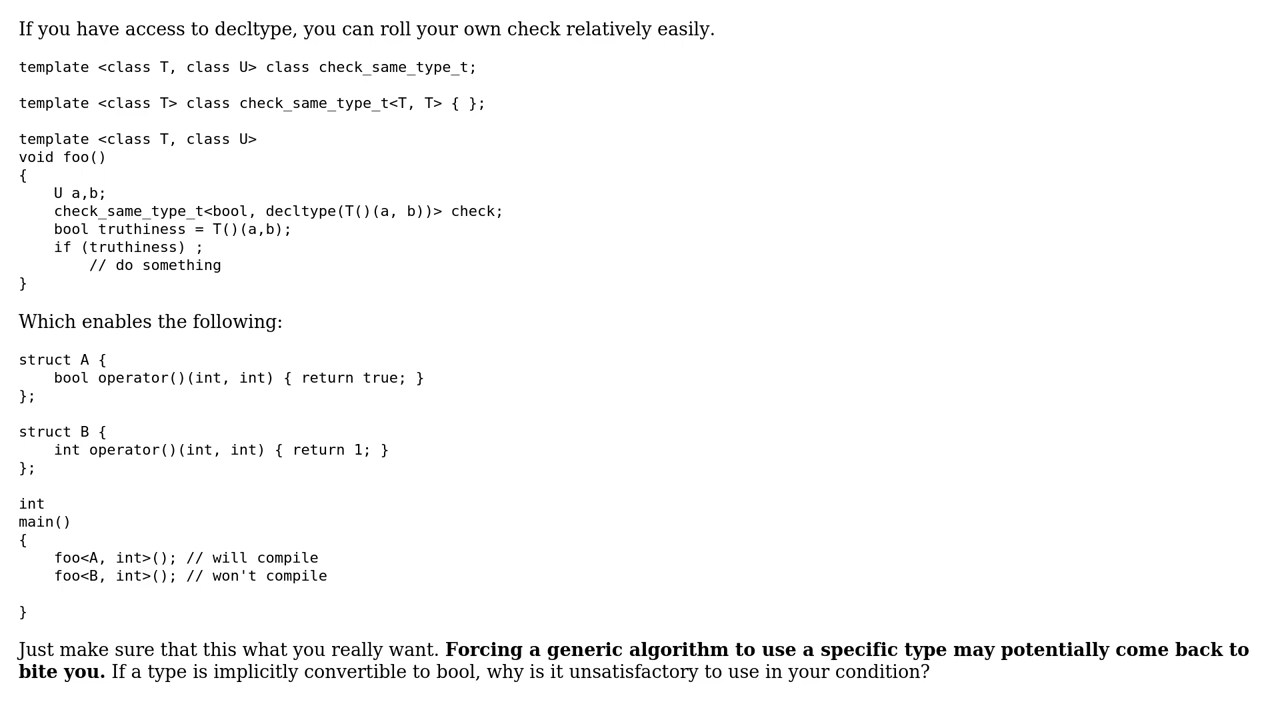 If you have access to decltype, you can roll your own check relatively easily.
template <class T, class U> class check_same_type_t;
template <class T> class check_same_type_t<T, T> { };
template <class T, class U>
void foo()
{
    U a,b;
    check_same_type_t<bool, decltype(T()(a, b))> check;
    bool truthiness = T()(a,b);
    if (truthiness) ;
        // do something
}
Which enables the following:
struct A {
    bool operator()(int, int) { return true; }
};
struct B {
    int operator()(int, int) { return 1; }
};
int
main()
{
    foo<A, int>(); // will compile
    foo<B, int>(); // won't compile
}
Just make sure that this what you really want. Forcing a generic algorithm to use a specific type may potentially come back to
bite you. If a type is implicitly convertible to bool, why is it unsatisfactory to use in your condition?